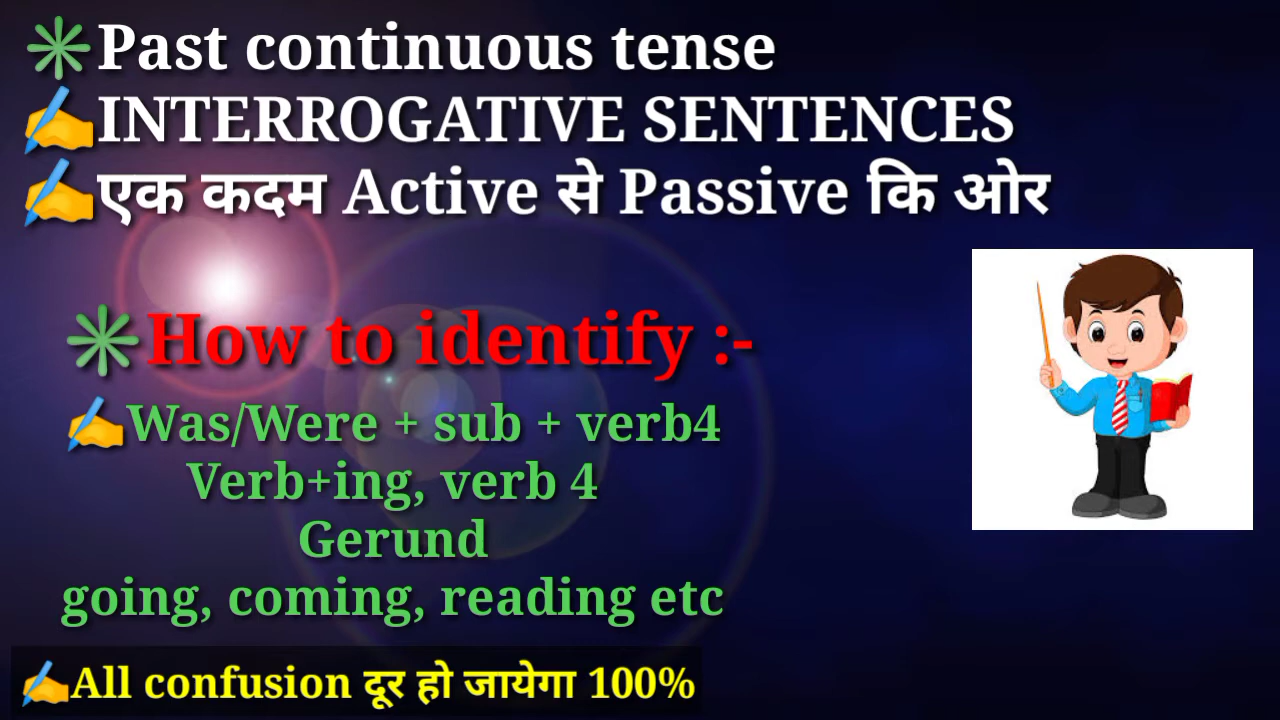 ✳️Past continuous tense
✍️INTERROGATIVE SENTENCES
✍️एक कदम Active से Passive कि ओर
✳️How to identify :-
✍️Was/Were + sub + verb4
Verb+ing, verb 4
Gerund
going, coming, reading etc
✍️All confusion दूर हो जायेगा 100%